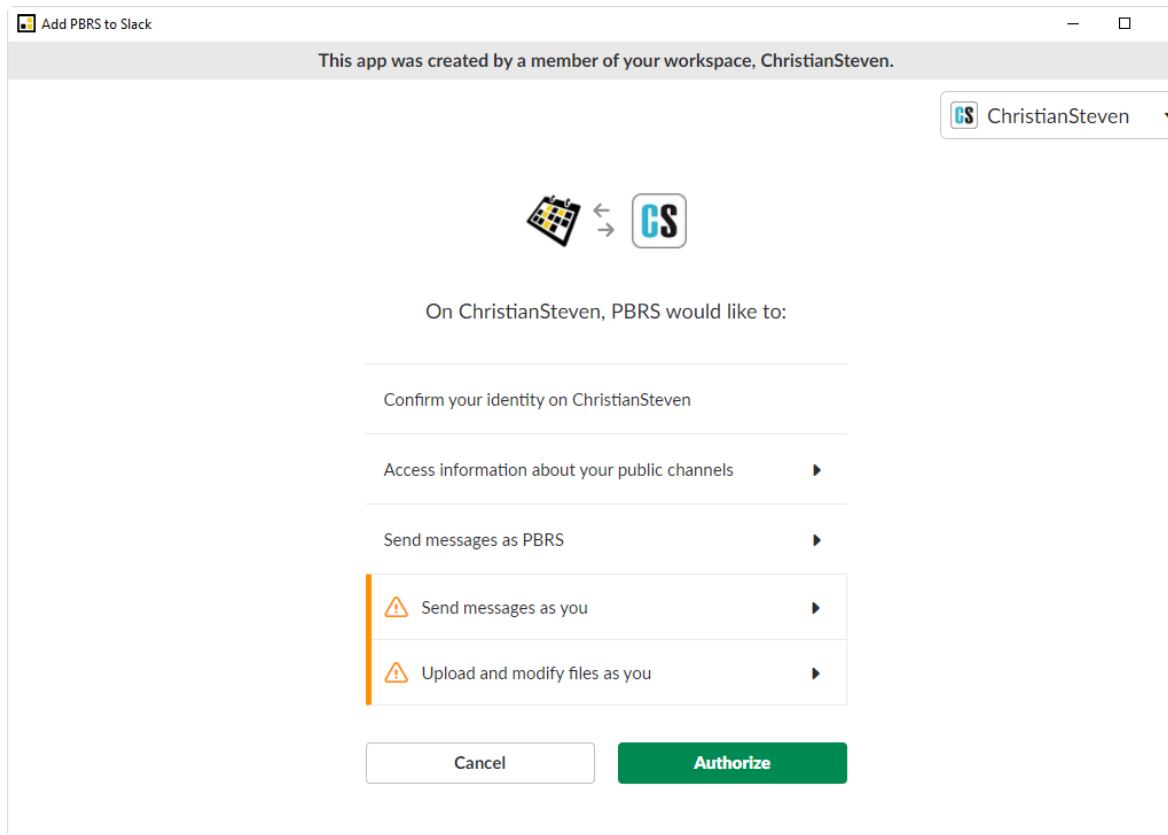 Add PBRS to Slack
This app was created by a member of your workspace, ChristianSteven.
CS ChristianSteven
CS
On ChristianSteven, PBRS would like to:
Confirm your identity on ChristianSteven
Access information about your public channels
Send messages as PBRS
Send messages as you
Upload and modify files as you
Cancel Authorize